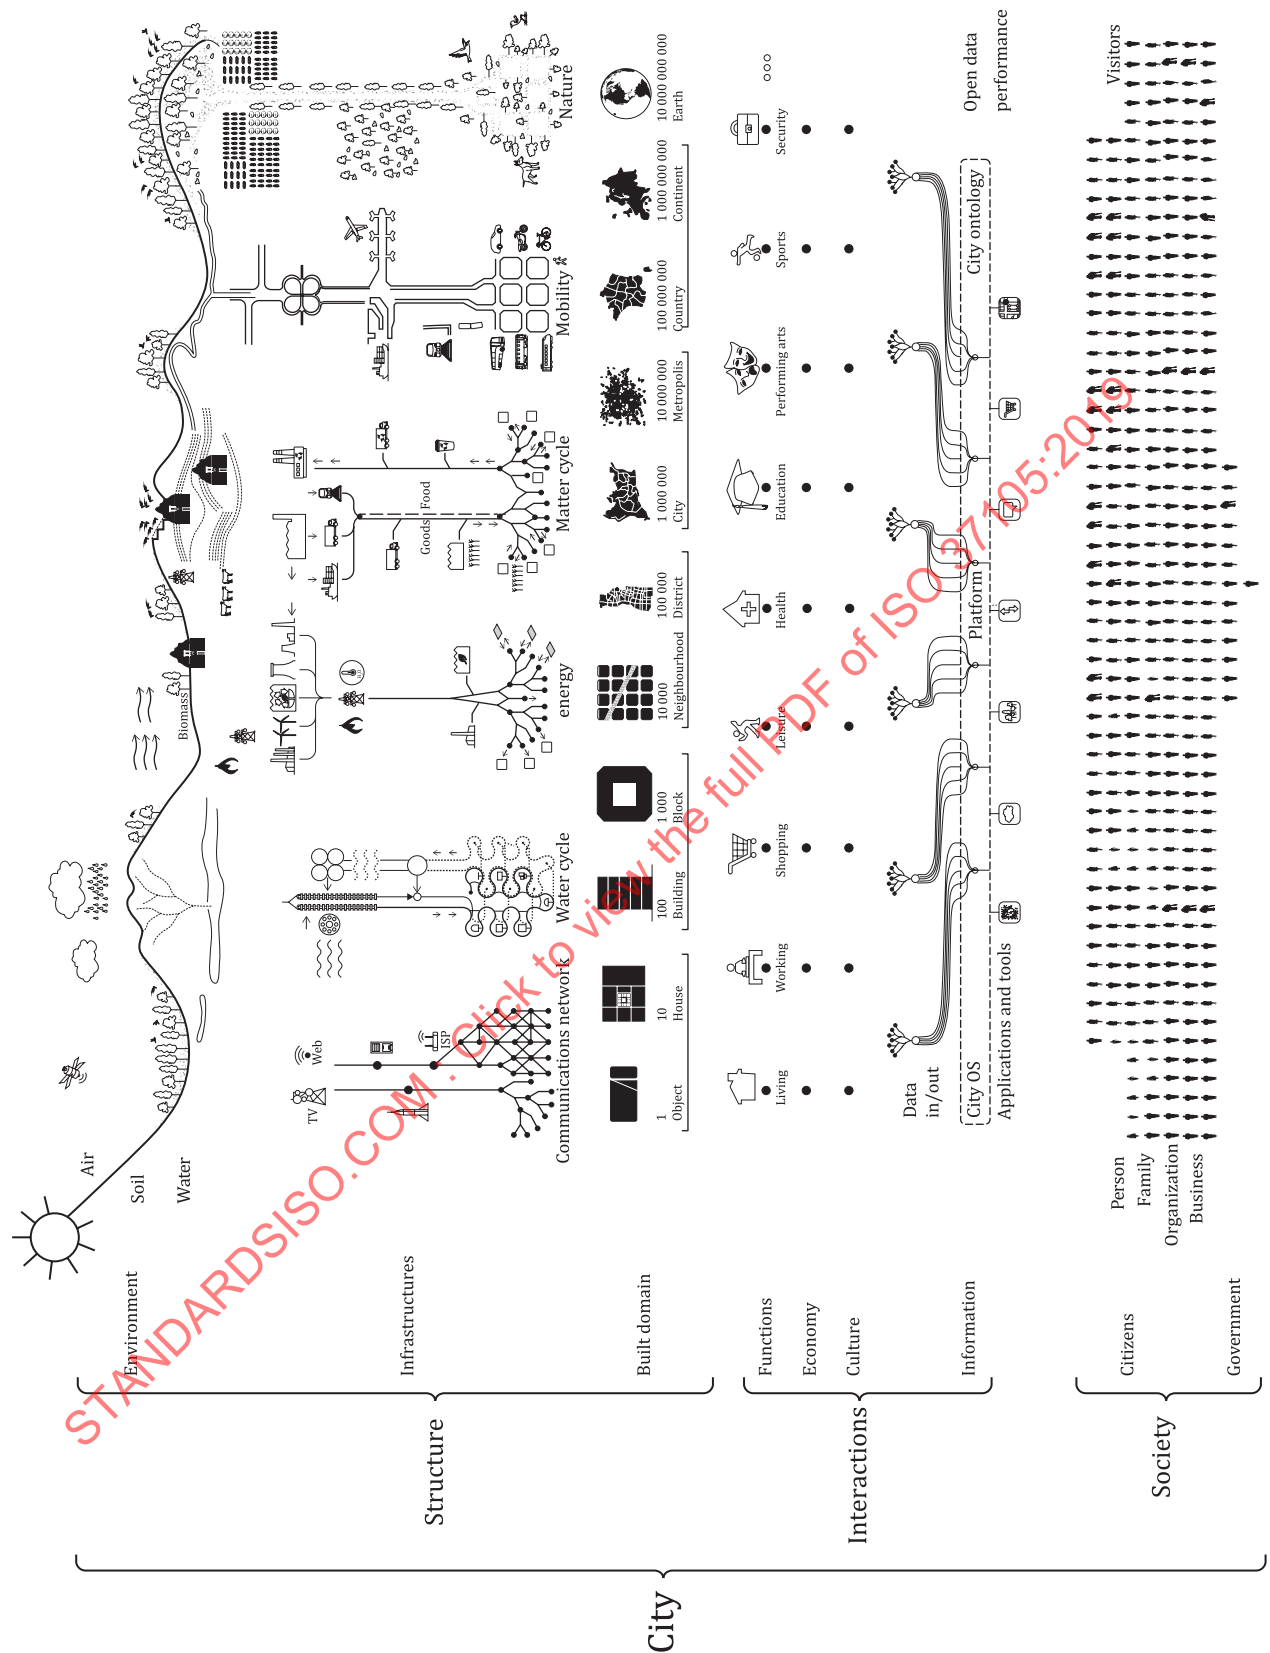 City
Structure
Environment
Air
Soil
Water
Biomass
Infrastructures
TV
Web
ISP
Communications network
Water cycle
energy
Goods
Food
Matter cycle
Mobility
Nature
Built domain
1
Object
10
House
100
Building
1 000
Block
10 000
Neighbourhood
100 000
District
1 000 000
City
10 000 000
Metropolis
100 000 000
Country
1 000 000 000
Continent
10 000 000 000
Earth
Interactions
Functions
Living
Working
Shopping
Leisure
Health
Education
Performing arts
Sports
Security
Economy
Culture
Information
Data
in/out
City OS
Platform
City ontology
Applications and tools
Open data
performance
Society
Citizens
Person
Family
Organization
Business
Visitors
Government
STANDARDSISO.COM : Click to view the full PDF of ISO 37105:2019